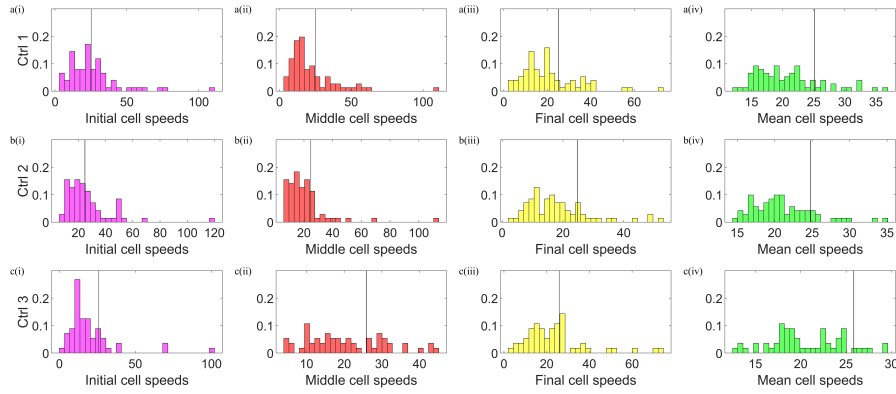 a(i)
a(ii)
a(iii)
a(iv)
Ctrl 1
0.2
0.1
0
0 50 100
Initial cell speeds
0.2
0.1
0
0 50 100
Middle cell speeds
0.2
0.1
0
0 20 40 60
Final cell speeds
0.2
0.1
0
15 20 25 30 35
Mean cell speeds
b(i)
b(ii)
b(iii)
b(iv)
Ctrl 2
0.2
0.1
0
20 40 60 80 100 120
Initial cell speeds
0.2
0.1
0
20 40 60 80 100
Middle cell speeds
0.2
0.1
0
0 20 40
Final cell speeds
0.2
0.1
0
15 20 25 30 35
Mean cell speeds
c(i)
c(ii)
c(iii)
c(iv)
Ctrl 3
0.2
0.1
0
0 50 100
Initial cell speeds
0.2
0.1
0
10 20 30 40
Middle cell speeds
0.2
0.1
0
0 20 40 60
Final cell speeds
0.2
0.1
0
15 20 25 30
Mean cell speeds